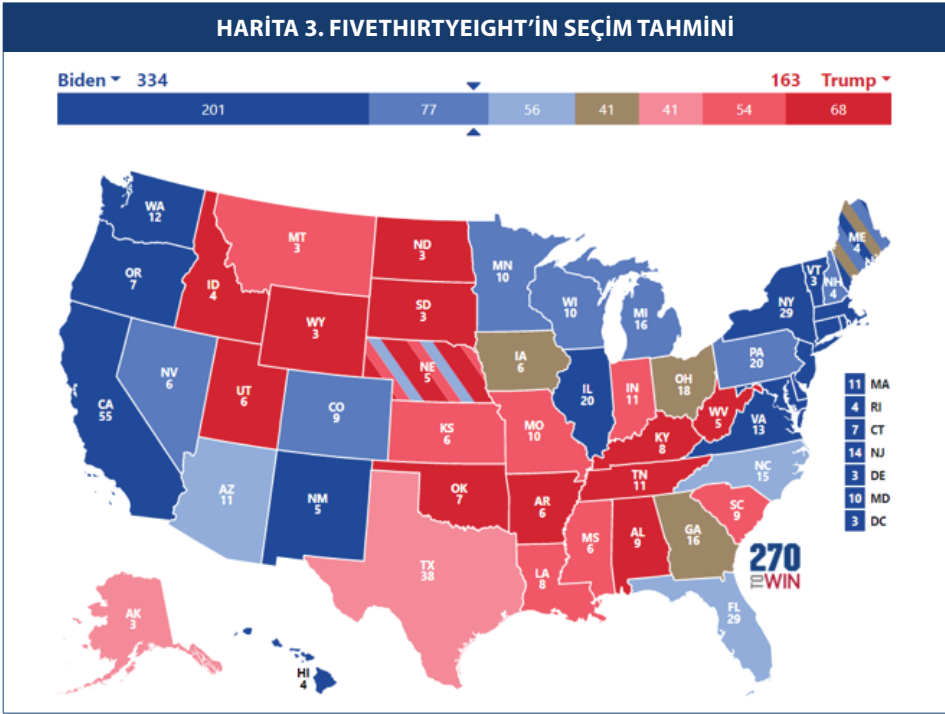 HARİTA 3. FIVETHIRTYEIGHT'İN SEÇİM TAHMİNİ
Biden 334
163 Trump
201 77 56 41 41 54 68
WA
12
OR
7
CA
55
NV
6
ID
4
MT
3
WY
3
UT
6
AZ
11
CO
9
NM
5
ND
3
SD
3
NE
5
KS
6
OK
7
TX
38
MN
10
IA
6
MO
10
AR
6
LA
8
WI
10
IL
20
MI
16
IN
11
OH
18
KY
8
TN
11
MS
6
AL
9
GA
16
FL
29
SC
9
NC
15
VA
13
WV
5
PA
20
NY
29
VT
3
NH
4
ME
4
AK
3
HI
4
11 MA
4 RI
7 CT
14 NJ
3 DE
10 MD
3 DC
270
TO WIN